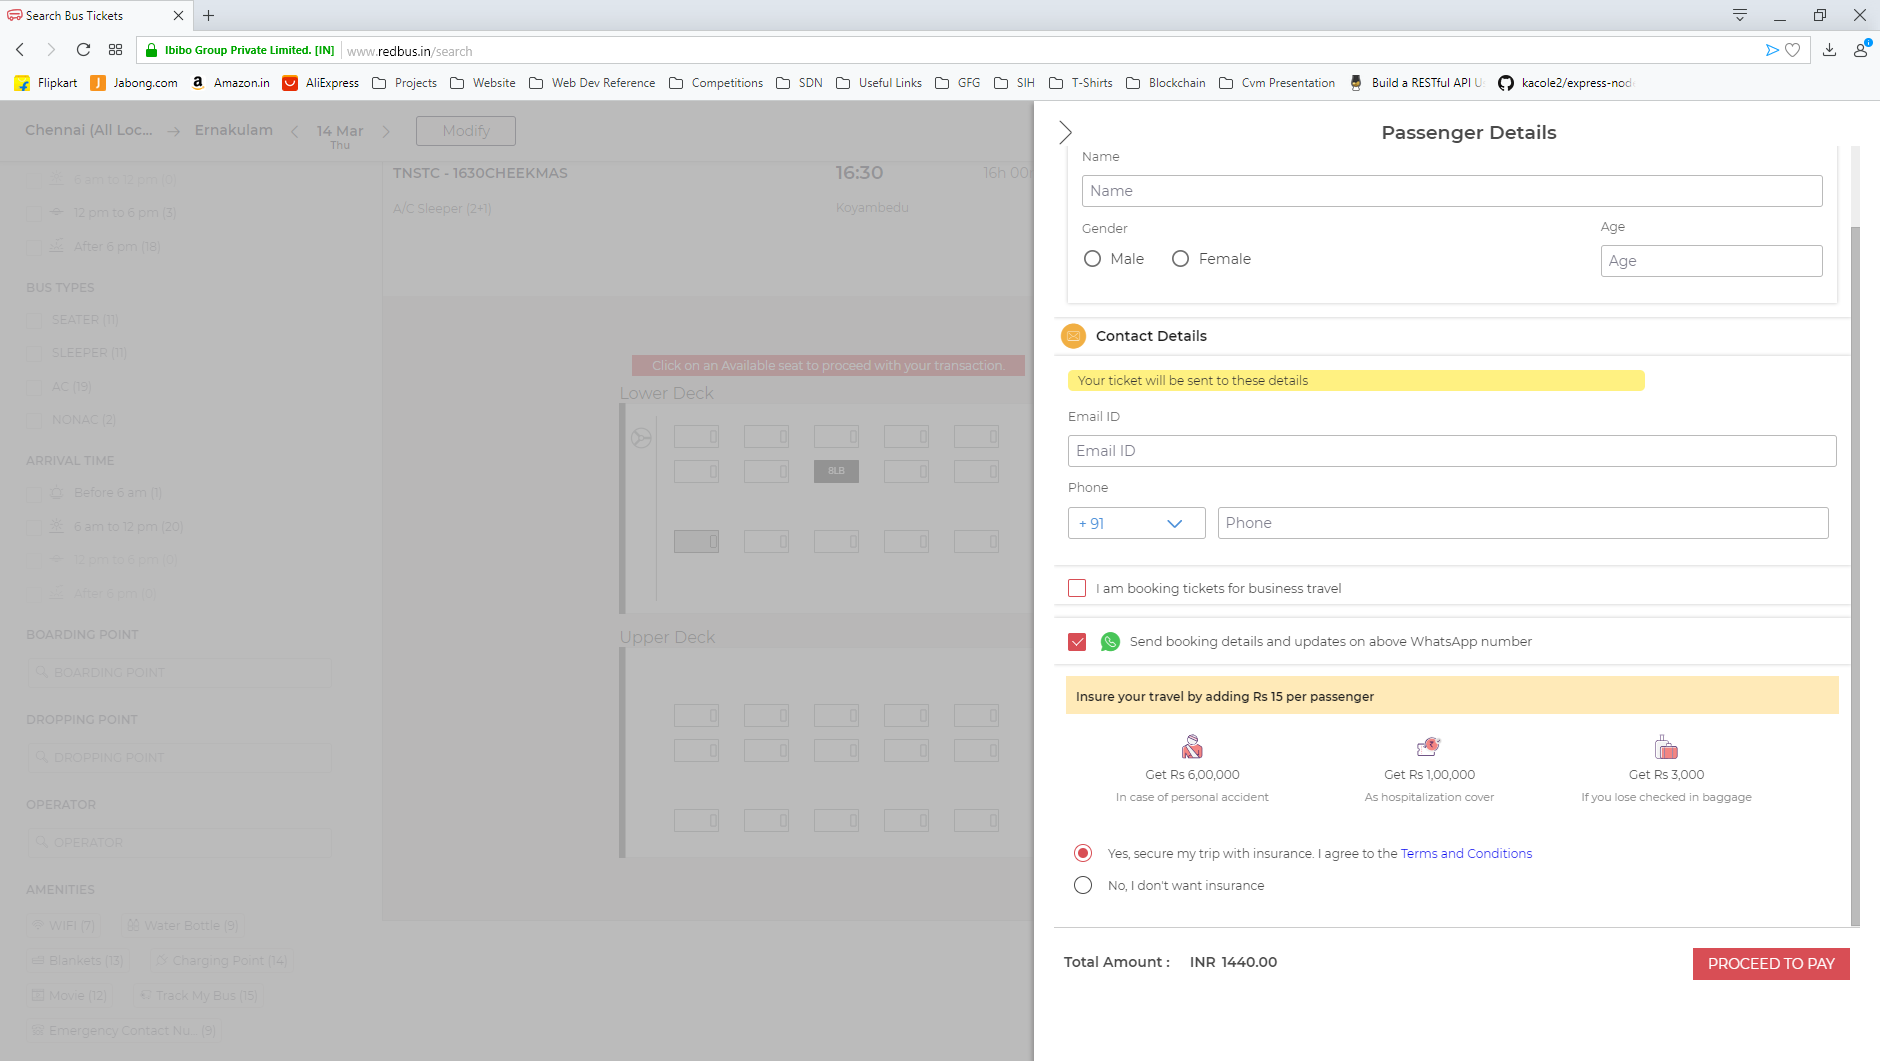 Search Bus Tickets
Ibibo Group Private Limited. [IN] www.redbus.in/search
Flipkart Jabong.com Amazon.in AliExpress Projects Website Web Dev Reference Competitions SDN Useful Links GFG SIH T-Shirts Blockchain Cvm Presentation Build a RESTful API kacole2/express-node
Chennai (All Loc... → Ernakulam 14 Mar Thu Modify
6 am to 12 pm (0)
12 pm to 6 pm (3)
After 6 pm (18)
BUS TYPES
SEATER (11)
SLEEPER (11)
AC (19)
NONAC (2)
ARRIVAL TIME
Before 6 am (1)
6 am to 12 pm (20)
12 pm to 6 pm (0)
After 6 pm (0)
BOARDING POINT
BOARDING POINT
DROPPING POINT
DROPPING POINT
OPERATOR
OPERATOR
AMENITIES
WIFI (7) Water Bottle (9)
Blankets (13) Charging Point (14)
Movie (12) Track My Bus (15)
Emergency Contact Nu... (9)
TNSTC - 1630CHEEKMAS 16:30 16h 00
A/C Sleeper (2+1) Koyambedu
Click on an Available seat to proceed with your transaction.
Lower Deck
8LB
Upper Deck
Passenger Details
Name
Name
Gender Age
Male Female Age
Contact Details
Your ticket will be sent to these details
Email ID
Email ID
Phone
+ 91 Phone
I am booking tickets for business travel
Send booking details and updates on above WhatsApp number
Insure your travel by adding Rs 15 per passenger
Get Rs 6,00,000 Get Rs 1,00,000 Get Rs 3,000
In case of personal accident As hospitalization cover If you lose checked in baggage
Yes, secure my trip with insurance. I agree to the Terms and Conditions
No, I don't want insurance
Total Amount : INR 1440.00 PROCEED TO PAY